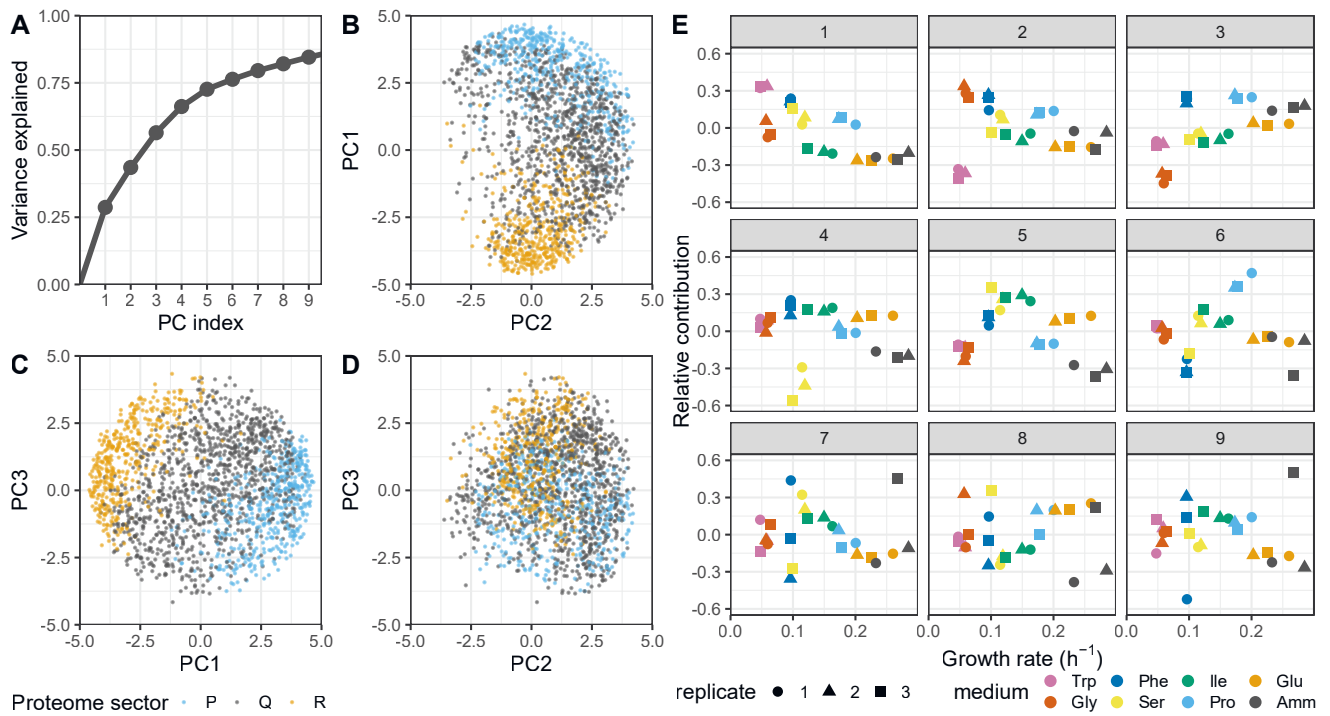 A
Variance explained
1.00
0.75
0.50
0.25
0.00
1 2 3 4 5 6 7 8 9
PC index
B
PC1
5.0
2.5
0.0
-2.5
-5.0
-5.0 -2.5 0.0 2.5 5.0
PC2
C
PC3
5.0
2.5
0.0
-2.5
-5.0
-5.0 -2.5 0.0 2.5 5.0
PC1
D
PC3
5.0
2.5
0.0
-2.5
-5.0
-5.0 -2.5 0.0 2.5 5.0
PC2
Proteome sector P Q R
E
Relative contribution
1 2 3
0.6
0.3
0.0
-0.3
-0.6
4 5 6
0.6
0.3
0.0
-0.3
-0.6
7 8 9
0.6
0.3
0.0
-0.3
-0.6
0.0 0.1 0.2 0.0 0.1 0.2 0.0 0.1 0.2
Growth rate (h⁻¹)
replicate 1 2 3
medium Trp Phe Ile Glu
Gly Ser Pro Amm